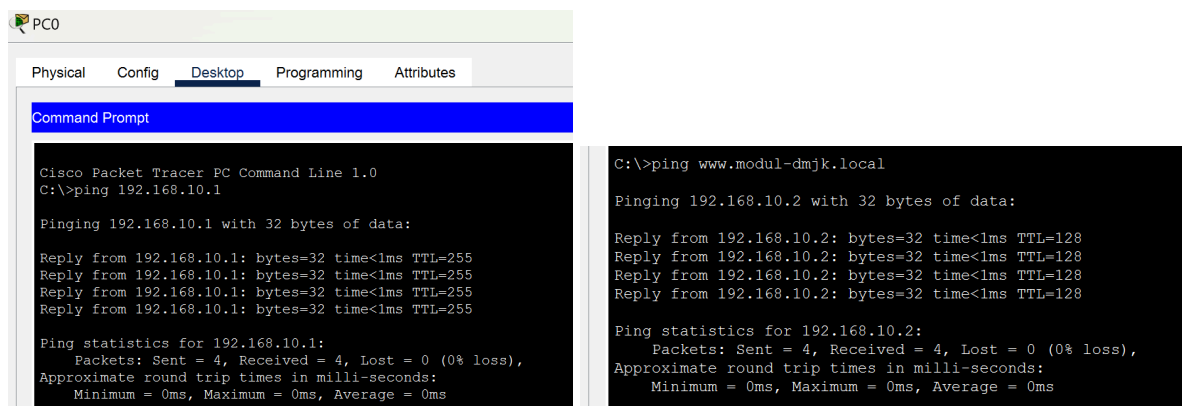 PC0
Physical Config Desktop Programming Attributes
Command Prompt
Cisco Packet Tracer PC Command Line 1.0
C:\>ping 192.168.10.1
Pinging 192.168.10.1 with 32 bytes of data:
Reply from 192.168.10.1: bytes=32 time<1ms TTL=255
Reply from 192.168.10.1: bytes=32 time<1ms TTL=255
Reply from 192.168.10.1: bytes=32 time<1ms TTL=255
Reply from 192.168.10.1: bytes=32 time<1ms TTL=255
Ping statistics for 192.168.10.1:
Packets: Sent = 4, Received = 4, Lost = 0 (0% loss),
Approximate round trip times in milli-seconds:
Minimum = 0ms, Maximum = 0ms, Average = 0ms
C:\>ping www.modul-dmjk.local
Pinging 192.168.10.2 with 32 bytes of data:
Reply from 192.168.10.2: bytes=32 time<1ms TTL=128
Reply from 192.168.10.2: bytes=32 time<1ms TTL=128
Reply from 192.168.10.2: bytes=32 time<1ms TTL=128
Reply from 192.168.10.2: bytes=32 time<1ms TTL=128
Ping statistics for 192.168.10.2:
Packets: Sent = 4, Received = 4, Lost = 0 (0% loss),
Approximate round trip times in milli-seconds:
Minimum = 0ms, Maximum = 0ms, Average = 0ms